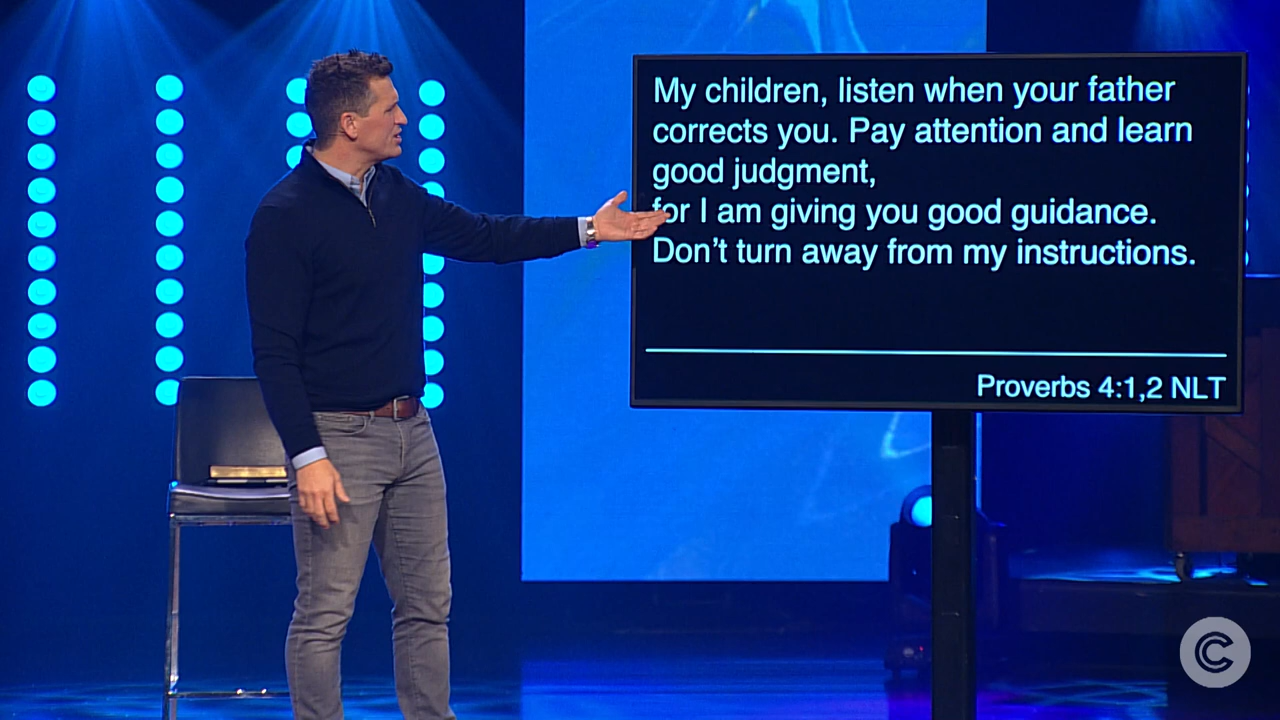 My children, listen when your father
corrects you. Pay attention and learn
good judgment,
for I am giving you good guidance.
Don’t turn away from my instructions.
Proverbs 4:1,2 NLT
C